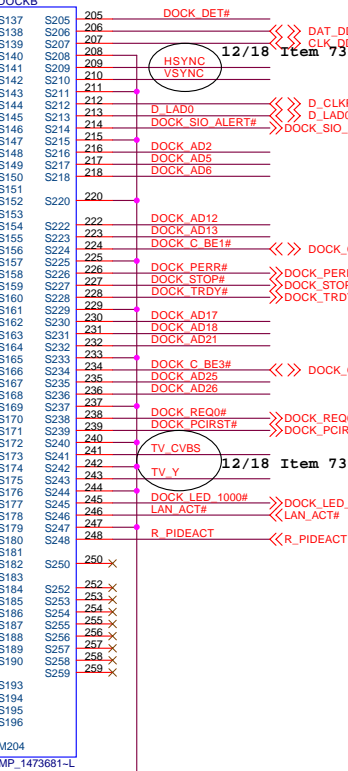 DOCKB
S137 S205 205 DOCK_DET#
S138 S206 206 DAT_DD
S139 S207 207 CLK_DD
S140 S208 208 12/18 Item 73
S141 S209 209 HSYNC
S142 S210 210 VSYNC
S143 S211 211
S144 S212 212 D_CLKR
S145 S213 213 D_LAD0 D_LAD0
S146 S214 214 DOCK_SIO_ALERT# DOCK_SIO_
S147 S215 215
S148 S216 216 DOCK_AD2
S149 S217 217 DOCK_AD5
S150 S218 218 DOCK_AD6
S151
S152 S220 220
S153
S154 S222 222 DOCK_AD12
S155 S223 223 DOCK_AD13
S156 S224 224 DOCK_C_BE1# DOCK_
S157 S225 225
S158 S226 226 DOCK_PERR# DOCK_PERR
S159 S227 227 DOCK_STOP# DOCK_STOP
S160 S228 228 DOCK_TRDY# DOCK_TRDY
S161 S229 229
S162 S230 230 DOCK_AD17
S163 S231 231 DOCK_AD18
S164 S232 232 DOCK_AD21
S165 S233 233
S166 S234 234 DOCK_C_BE3# DOCK_
S167 S235 235 DOCK_AD25
S168 S236 236 DOCK_AD26
S169 S237 237
S170 S238 238 DOCK_REQ0# DOCK_REQ
S171 S239 239 DOCK_PCIRST# DOCK_PCIR
S172 S240 240
S173 S241 241 TV_CVBS
S174 S242 242 12/18 Item 73
S175 S243 243 TV_Y
S176 S244 244
S177 S245 245 DOCK_LED_1000# DOCK_LED_
S178 S246 246 LAN_ACT# LAN_ACT#
S179 S247 247
S180 S248 248 R_PIDEACT R_PIDEACT
S181
S182 S250 250
S183
S184 S252 252
S185 S253 253
S186 S254 254
S187 S255 255
S188 S256 256
S189 S257 257
S190 S258 258
S259 259
S193
S194
S195
S196
M204
MP_1473681~L